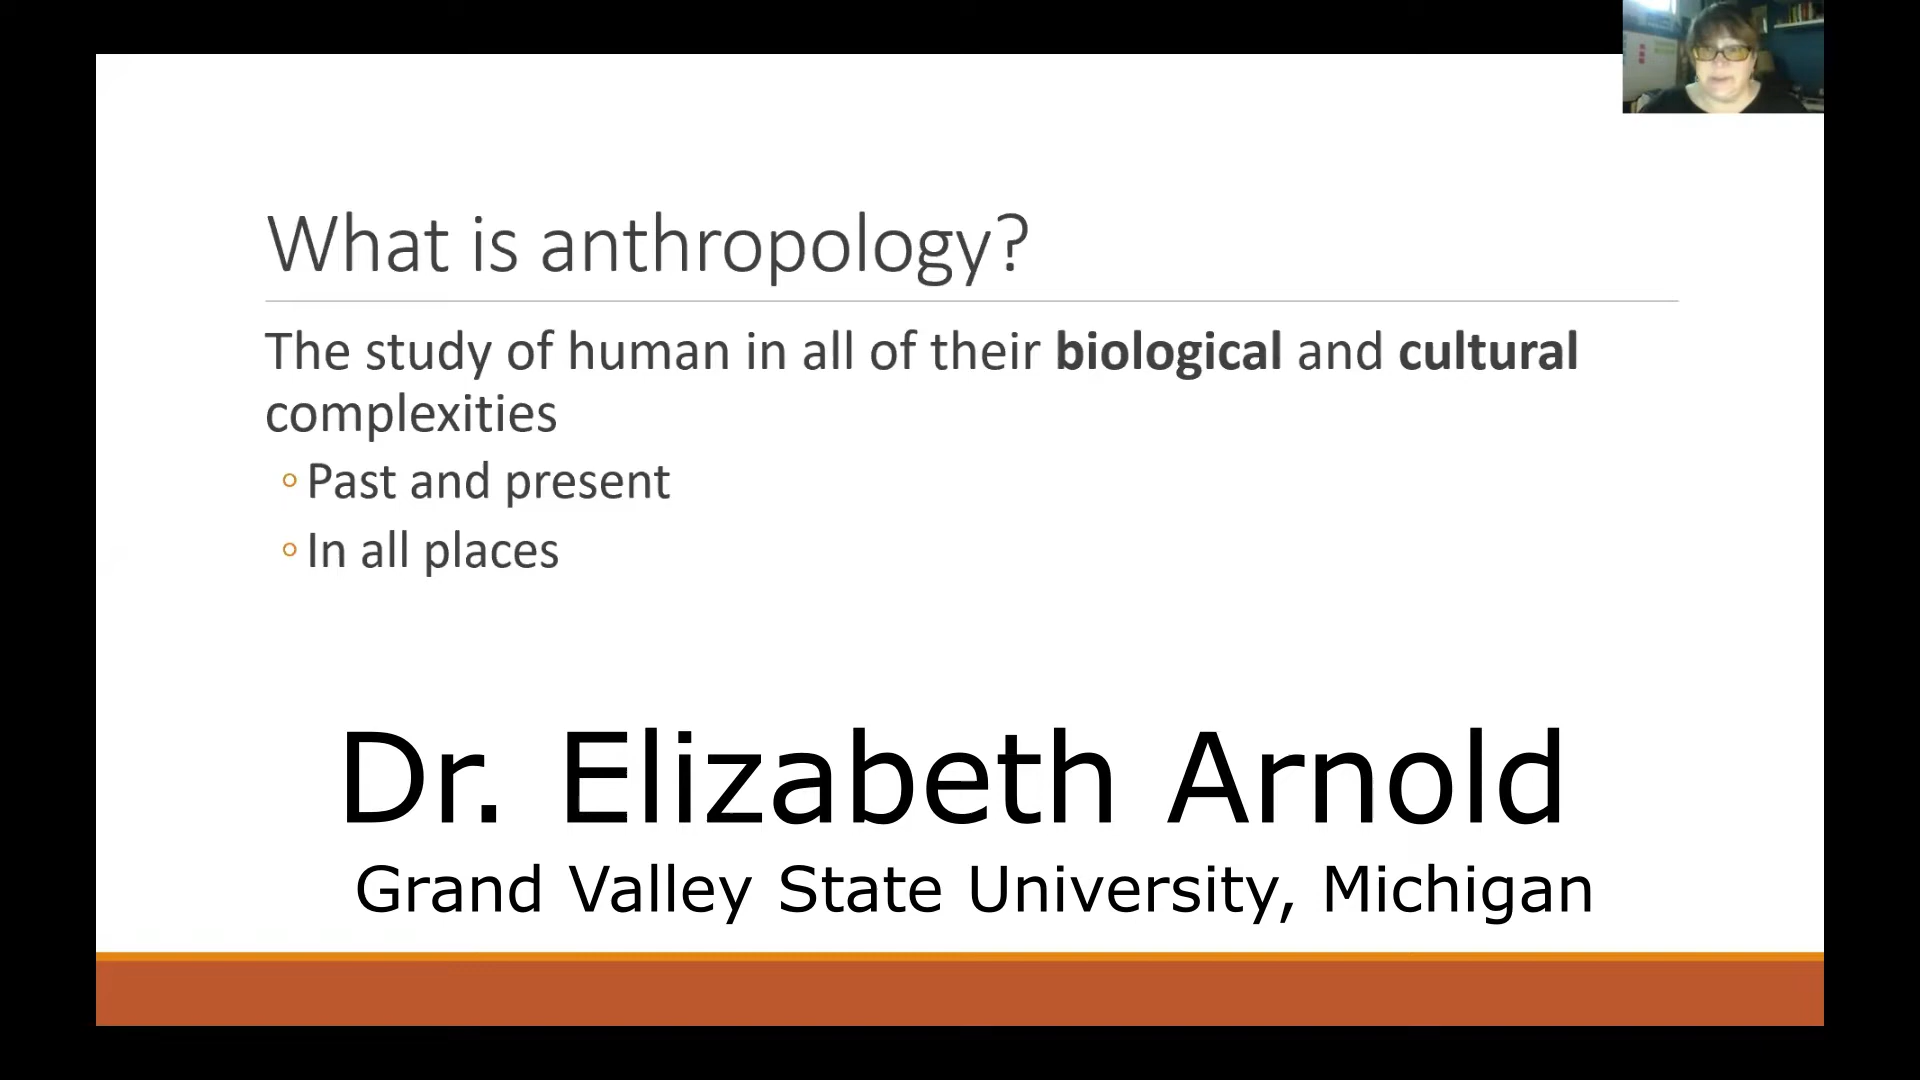 What is anthropology?
The study of human in all of their biological and cultural
complexities
Past and present
In all places
Dr. Elizabeth Arnold
Grand Valley State University, Michigan